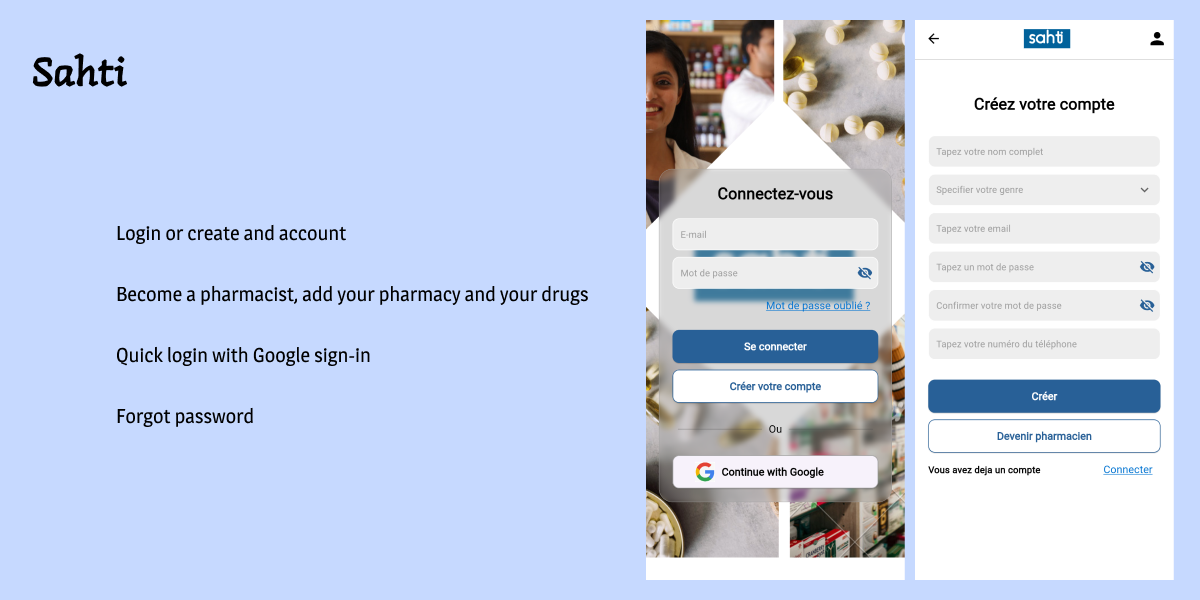 Sahti
Login or create and account
Become a pharmacist, add your pharmacy and your drugs
Quick login with Google sign-in
Forgot password
Connectez-vous
E-mail
Mot de passe
Mot de passe oublié ?
Se connecter
Créer votre compte
Ou
Continue with Google
CRANBERRY
sahti
Créez votre compte
Tapez votre nom complet
Specifier votre genre
Tapez votre email
Tapez un mot de passe
Confirmer votre mot de passe
Tapez votre numéro du téléphone
Créer
Devenir pharmacien
Vous avez deja un compte
Connecter